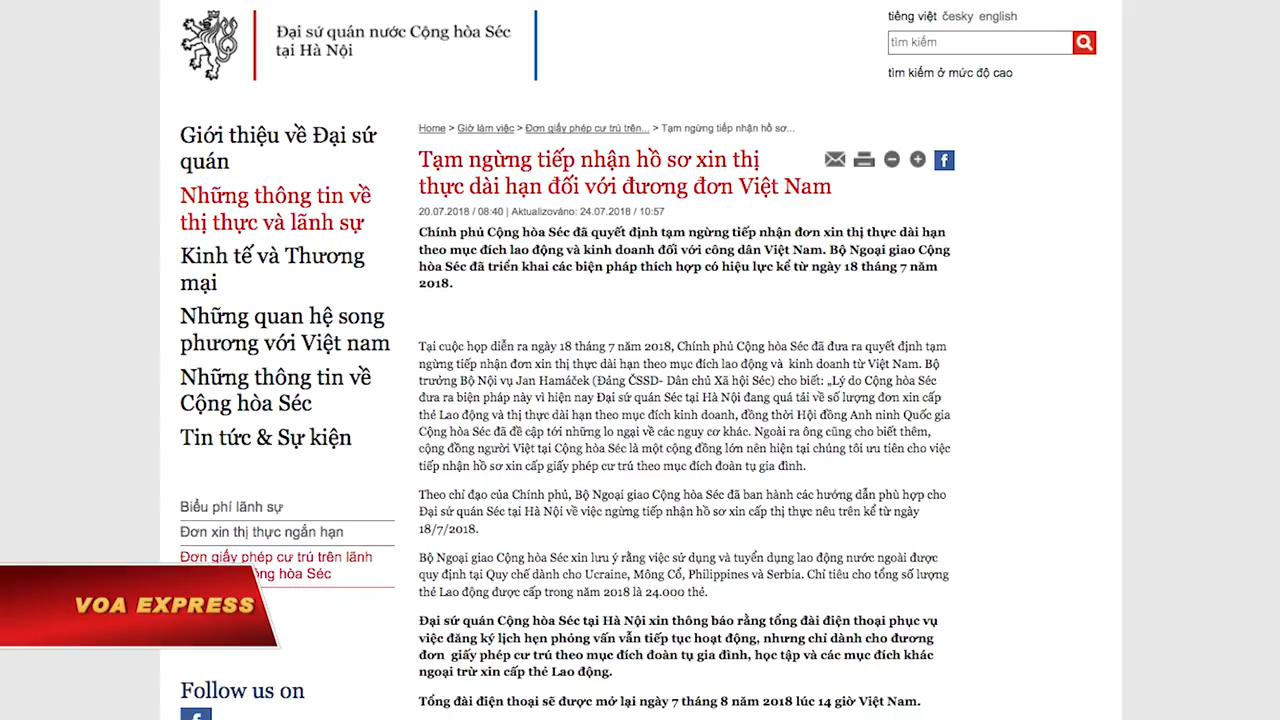 Đại sứ quán nước Cộng hòa Séc
tại Hà Nội
tiếng việt česky english
tìm kiếm
tìm kiếm ở mức độ cao
Giới thiệu về Đại sứ
quán
Những thông tin về
thị thực và lãnh sự
Kinh tế và Thương
mại
Những quan hệ song
phương với Việt nam
Những thông tin về
Cộng hòa Séc
Tin tức & Sự kiện
Biểu phí lãnh sự
Đơn xin thị thực ngắn hạn
Đơn giấy phép cư trú trên lãnh
ộng hòa Séc
VOA EXPRESS
Follow us on
f
Home > Giờ làm việc > Đơn giấy phép cư trú trên... > Tạm ngừng tiếp nhận hồ sơ...
Tạm ngừng tiếp nhận hồ sơ xin thị
thực dài hạn đối với đương đơn Việt Nam
f
20.07.2018 / 08:40 | Aktualizováno: 24.07.2018 / 10:57
Chính phủ Cộng hòa Séc đã quyết định tạm ngừng tiếp nhận đơn xin thị thực dài hạn
theo mục đích lao động và kinh doanh đối với công dân Việt Nam. Bộ Ngoại giao Cộng
hòa Séc đã triển khai các biện pháp thích hợp có hiệu lực kể từ ngày 18 tháng 7 năm
2018.
Tại cuộc họp diễn ra ngày 18 tháng 7 năm 2018, Chính phủ Cộng hòa Séc đã đưa ra quyết định tạm
ngừng tiếp nhận đơn xin thị thực dài hạn theo mục đích lao động và kinh doanh từ Việt Nam. Bộ
trưởng Bộ Nội vụ Jan Hamáček (Đảng ČSSD- Dân chủ Xã hội Séc) cho biết: „Lý do Cộng hòa Séc
đưa ra biện pháp này vì hiện nay Đại sứ quán Séc tại Hà Nội đang quá tải về số lượng đơn xin cấp
thẻ Lao động và thị thực dài hạn theo mục đích kinh doanh, đồng thời Hội đồng Anh ninh Quốc gia
Cộng hòa Séc đã đề cập tới những lo ngại về các nguy cơ khác. Ngoài ra ông cũng cho biết thêm,
cộng đồng người Việt tại Cộng hòa Séc là một cộng đồng lớn nên hiện tại chúng tôi ưu tiên cho việc
tiếp nhận hồ sơ xin cấp giấy phép cư trú theo mục đích đoàn tụ gia đình.
Theo chỉ đạo của Chính phủ, Bộ Ngoại giao Cộng hòa Séc đã ban hành các hướng dẫn phù hợp cho
Đại sứ quán Séc tại Hà Nội về việc ngừng tiếp nhận hồ sơ xin cấp thị thực nêu trên kể từ ngày
18/7/2018.
Bộ Ngoại giao Cộng hòa Séc xin lưu ý rằng việc sử dụng và tuyển dụng lao động nước ngoài được
quy định tại Quy chế dành cho Ucraine, Mông Cổ, Philippines và Serbia. Chỉ tiêu cho tổng số lượng
thẻ Lao động được cấp trong năm 2018 là 24.000 thẻ.
Đại sứ quán Cộng hòa Séc tại Hà Nội xin thông báo rằng tổng đài điện thoại phục vụ
việc đăng ký lịch hẹn phỏng vấn vẫn tiếp tục hoạt động, nhưng chỉ dành cho đương
đơn giấy phép cư trú theo mục đích đoàn tụ gia đình, học tập và các mục đích khác
ngoại trừ xin cấp thẻ Lao động.
Tổng đài điện thoại sẽ được mở lại ngày 7 tháng 8 năm 2018 lúc 14 giờ Việt Nam.